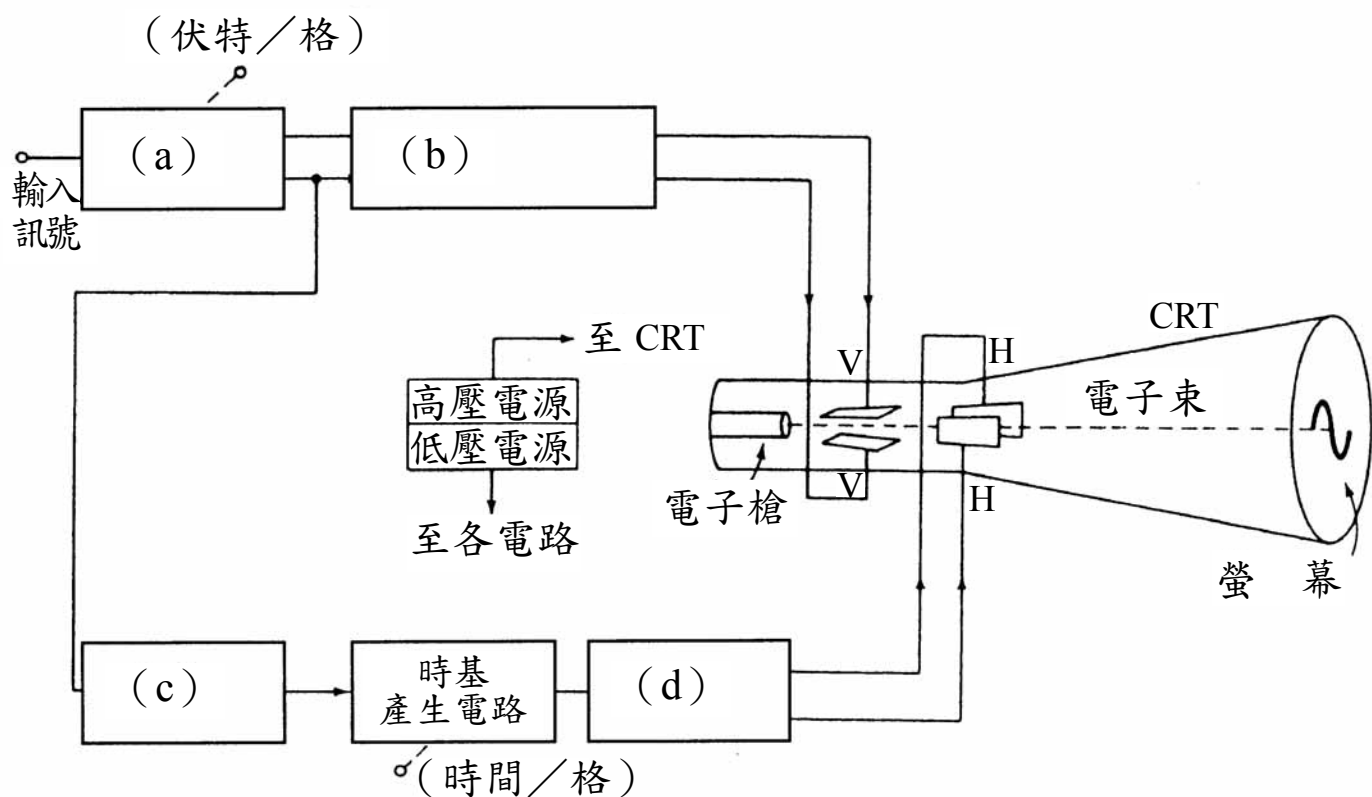 （伏特／格）
（a）
（b）
輸入
訊號
至 CRT
高壓電源
低壓電源
至各電路
V
V
H
H
CRT
電子束
電子槍
螢 幕
（c）
時基
產生電路
（d）
（時間／格）